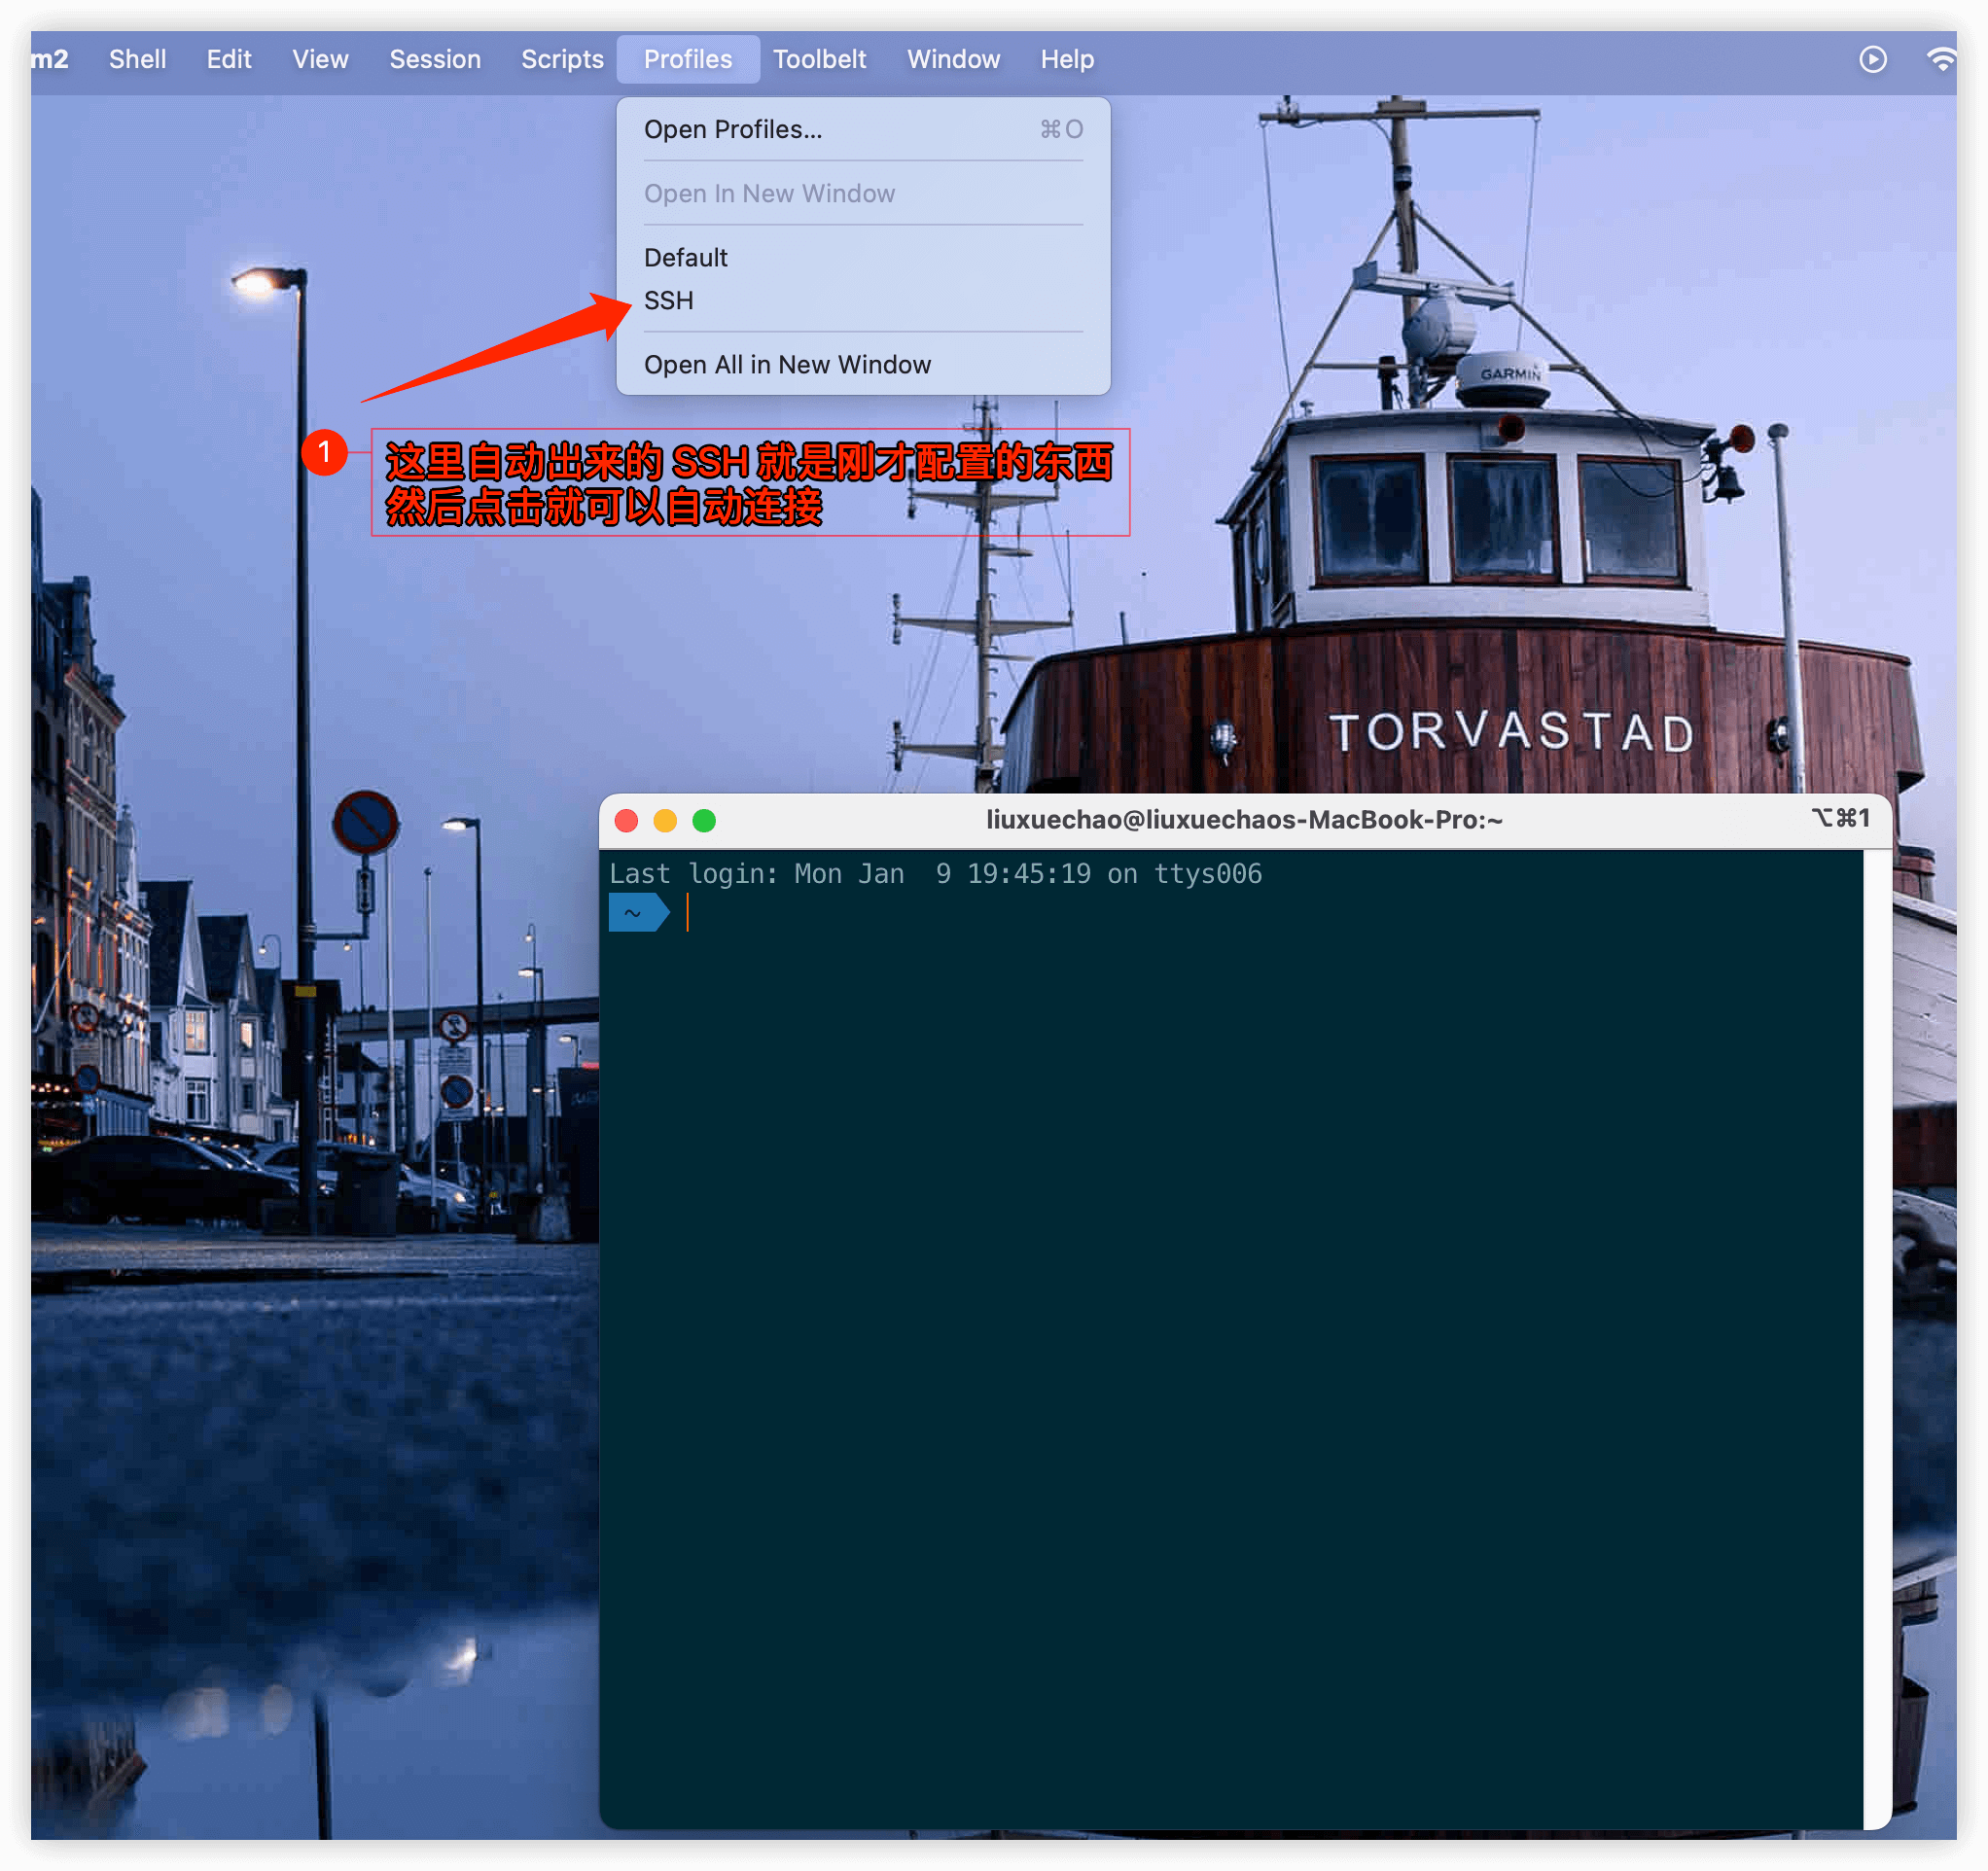 m2 Shell Edit View Session Scripts Profiles Toolbelt Window Help
Open Profiles... ⌘O
Open In New Window
Default
SSH
Open All in New Window
GARMIN
1
这里自动出来的 SSH 就是刚才配置的东西
然后点击就可以自动连接
TORVASTAD
liuxuechao@liuxuechaos-MacBook-Pro:~ ⌥⌘1
Last login: Mon Jan  9 19:45:19 on ttys006
~